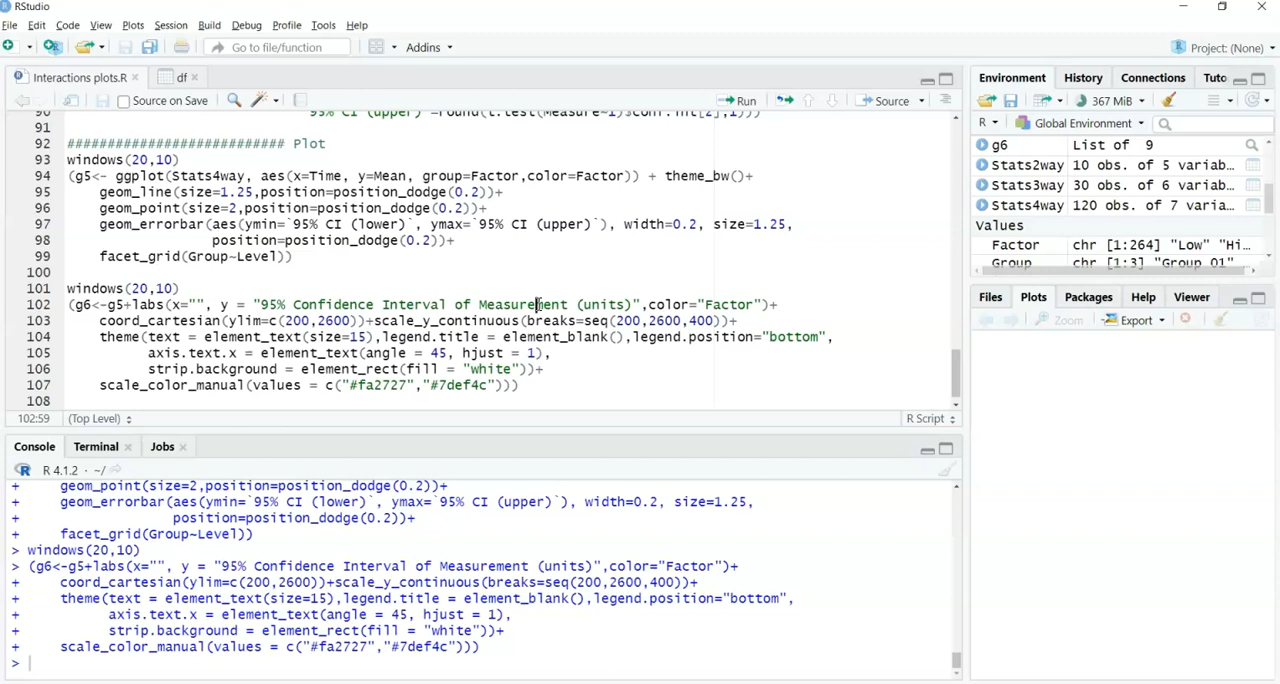 RStudio
File Edit Code View Plots Session Build Debug Profile Tools Help
Go to file/function Addins Project: (None)
Interactions plots.R df
Source on Save Run Source
90 95% CI (upper)`=round(t.test(Measure~1)$conf.int[2],1)))
91
92 ########################### Plot
93 windows(20,10)
94 (g5<- ggplot(Stats4way, aes(x=Time, y=Mean, group=Factor,color=Factor)) + theme_bw()+
95 geom_line(size=1.25,position=position_dodge(0.2))+
96 geom_point(size=2,position=position_dodge(0.2))+
97 geom_errorbar(aes(ymin=`95% CI (lower)`, ymax=`95% CI (upper)`), width=0.2, size=1.25,
98 position=position_dodge(0.2))+
99 facet_grid(Group~Level))
100
101 windows(20,10)
102 (g6<-g5+labs(x="", y = "95% Confidence Interval of Measurement (units)",color="Factor")+
103 coord_cartesian(ylim=c(200,2600))+scale_y_continuous(breaks=seq(200,2600,400))+
104 theme(text = element_text(size=15),legend.title = element_blank(),legend.position="bottom",
105 axis.text.x = element_text(angle = 45, hjust = 1),
106 strip.background = element_rect(fill = "white"))+
107 scale_color_manual(values = c("#fa2727","#7def4c")))
108
102:59 (Top Level) R Script
Console Terminal Jobs
R 4.1.2 · ~/
+ geom_point(size=2,position=position_dodge(0.2))+
+ geom_errorbar(aes(ymin=`95% CI (lower)`, ymax=`95% CI (upper)`), width=0.2, size=1.25,
+ position=position_dodge(0.2))+
+ facet_grid(Group~Level))
> windows(20,10)
> (g6<-g5+labs(x="", y = "95% Confidence Interval of Measurement (units)",color="Factor")+
+ coord_cartesian(ylim=c(200,2600))+scale_y_continuous(breaks=seq(200,2600,400))+
+ theme(text = element_text(size=15),legend.title = element_blank(),legend.position="bottom",
+ axis.text.x = element_text(angle = 45, hjust = 1),
+ strip.background = element_rect(fill = "white"))+
+ scale_color_manual(values = c("#fa2727","#7def4c")))
>
Environment History Connections Tuto
367 MiB
R Global Environment
g6 List of 9
Stats2way 10 obs. of 5 variab…
Stats3way 30 obs. of 6 variab…
Stats4way 120 obs. of 7 varia…
Values
Factor chr [1:264] "Low" "Hi…
Group chr [1:3] "Group 01"
Files Plots Packages Help Viewer
Zoom Export